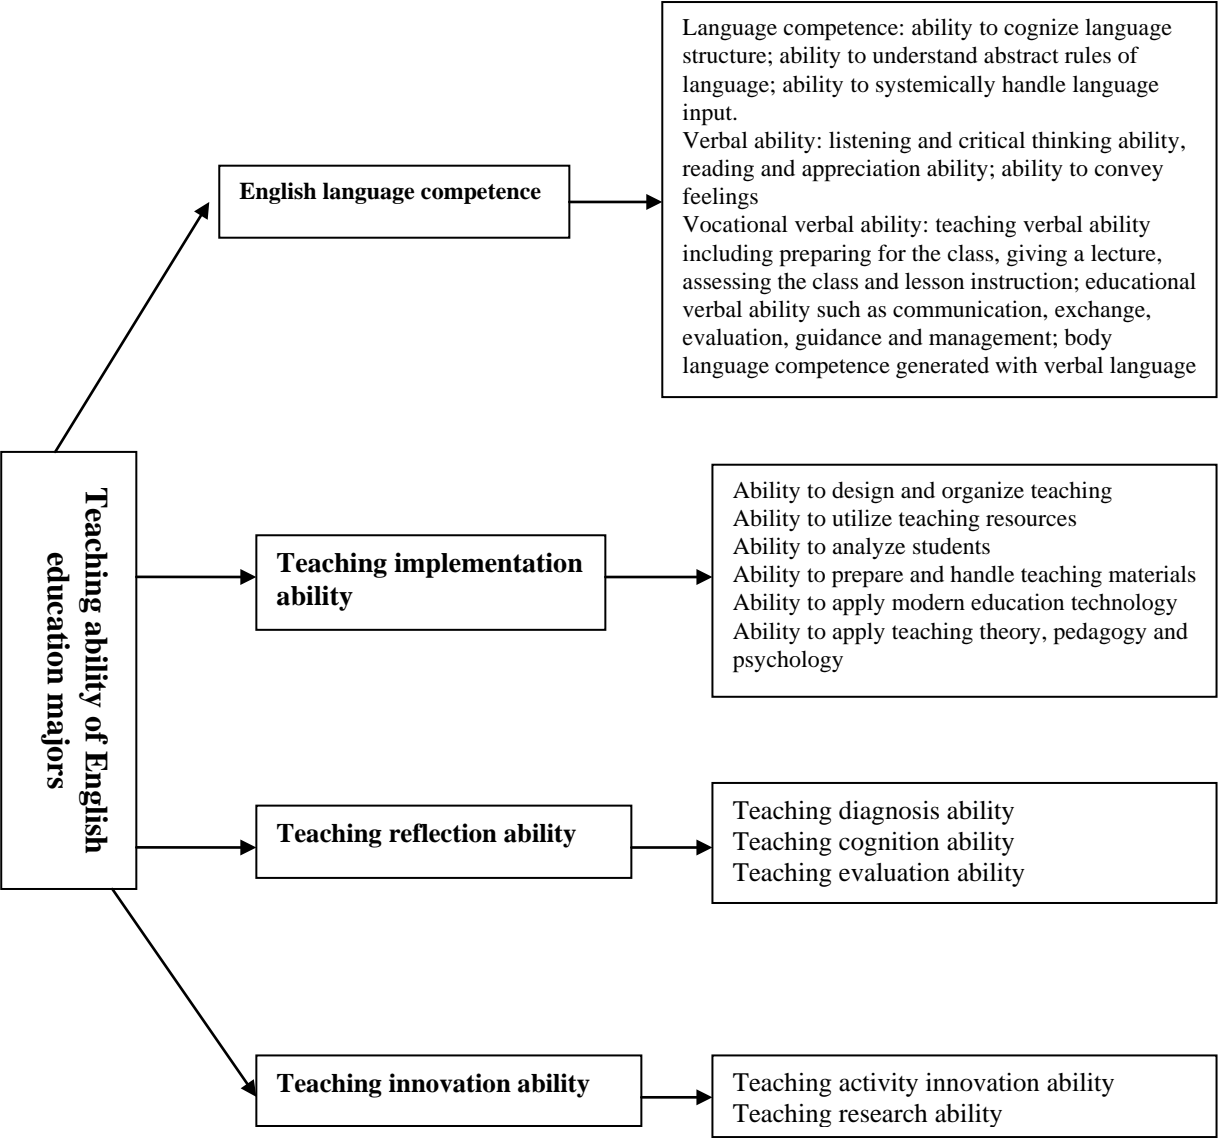 Teaching ability of English
education majors
English language competence
Language competence: ability to cognize language
structure; ability to understand abstract rules of
language; ability to systemically handle language
input.
Verbal ability: listening and critical thinking ability,
reading and appreciation ability; ability to convey
feelings
Vocational verbal ability: teaching verbal ability
including preparing for the class, giving a lecture,
assessing the class and lesson instruction; educational
verbal ability such as communication, exchange,
evaluation, guidance and management; body
language competence generated with verbal language
Teaching implementation
ability
Ability to design and organize teaching
Ability to utilize teaching resources
Ability to analyze students
Ability to prepare and handle teaching materials
Ability to apply modern education technology
Ability to apply teaching theory, pedagogy and
psychology
Teaching reflection ability
Teaching diagnosis ability
Teaching cognition ability
Teaching evaluation ability
Teaching innovation ability
Teaching activity innovation ability
Teaching research ability